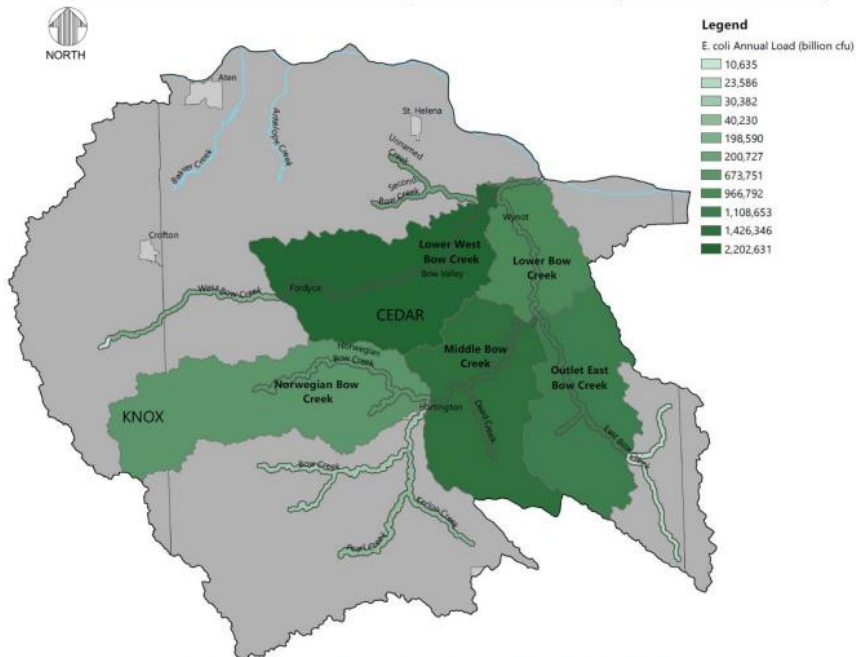 NORTH
Legend
E. coli Annual Load (billion cfu)
10,635
23,586
30,382
40,230
198,590
200,727
673,751
966,792
1,108,653
1,426,346
2,202,631
Aten
St. Helena
Beaver Creek
Antelope Creek
Unnamed
Creek
Second
Bow Creek
Wynot
Crofton
Lower West
Bow Creek
Bow Valley
Lower Bow
Creek
West Bow Creek
Fordyce
CEDAR
Norwegian
Bow Creek
Middle Bow
Creek
Norwegian Bow
Creek
Outlet East
Bow Creek
KNOX
Hartington
East Bow Creek
Bow Creek
Pearl Creek